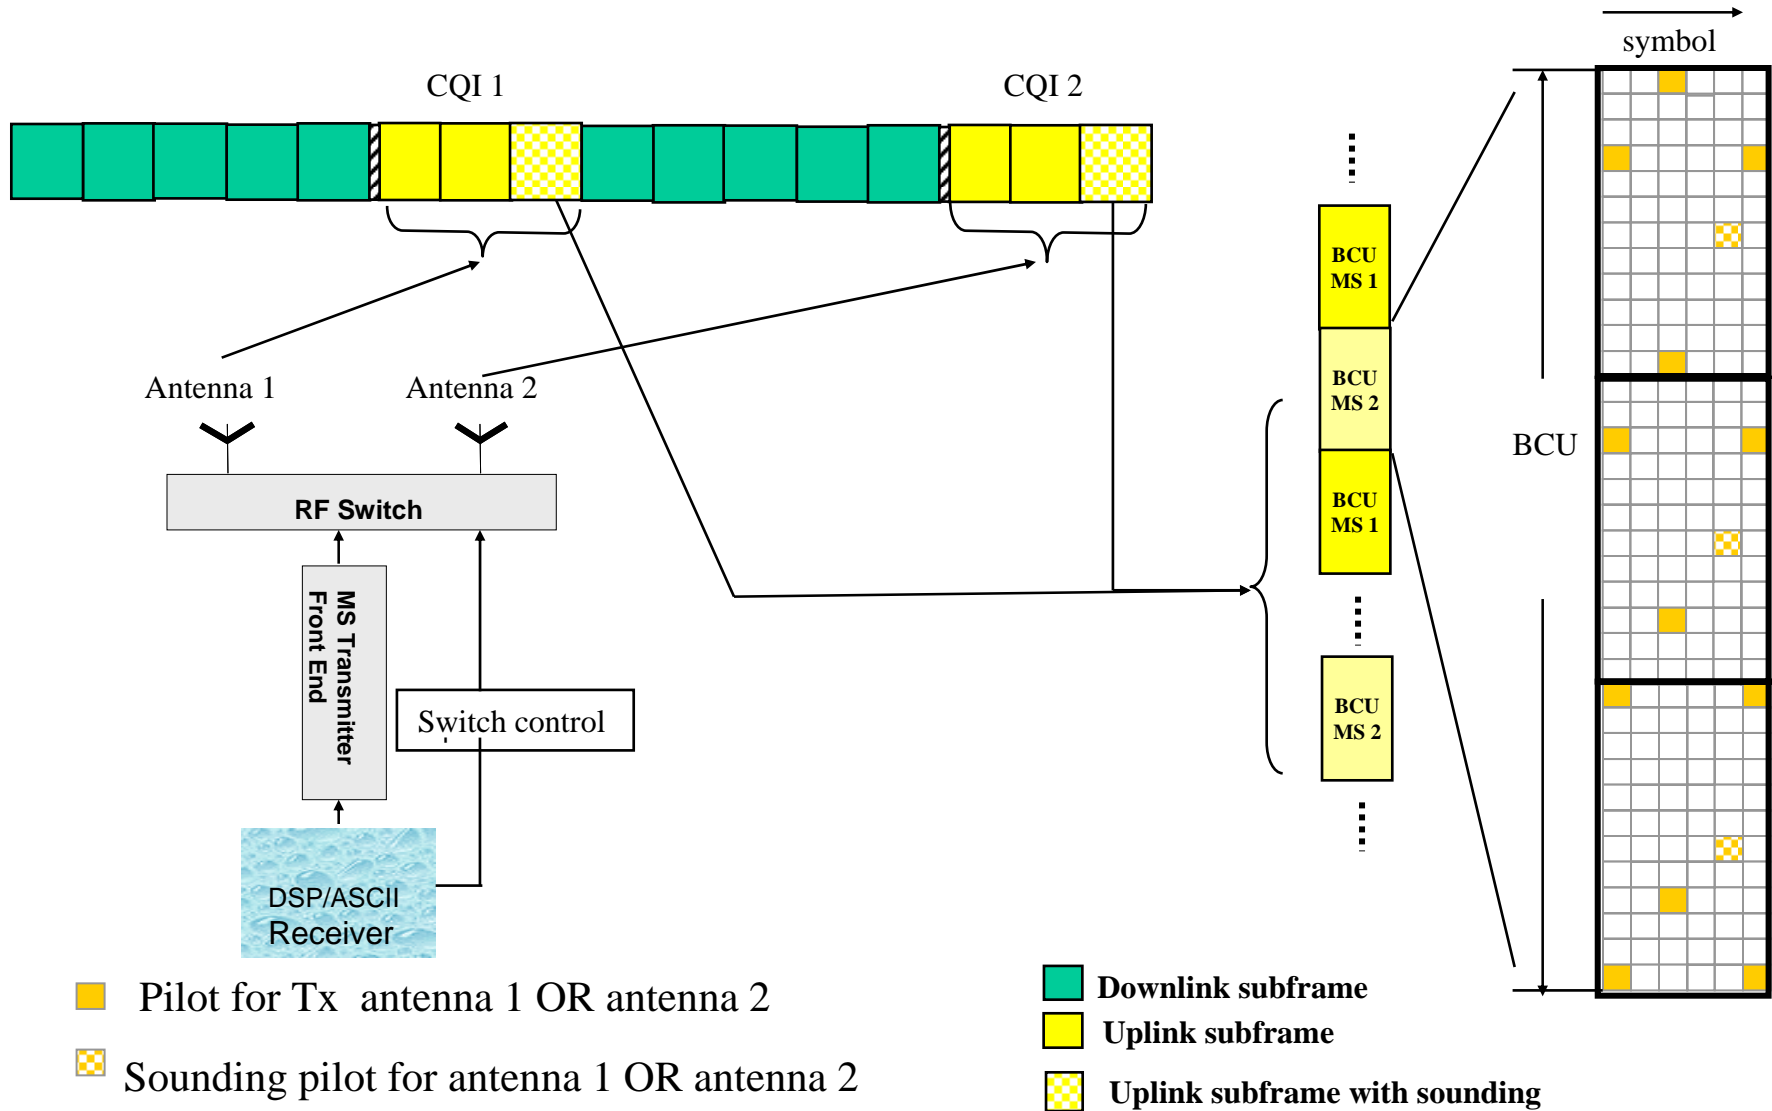 symbol
CQI 1
CQI 2
BCU
MS 1
BCU
MS 2
BCU
MS 1
BCU
MS 2
BCU
Antenna 1
Antenna 2
RF Switch
MS Transmitter
Front End
Switch control
DSP/ASCII
Receiver
Pilot for Tx antenna 1 OR antenna 2
Sounding pilot for antenna 1 OR antenna 2
Downlink subframe
Uplink subframe
Uplink subframe with sounding